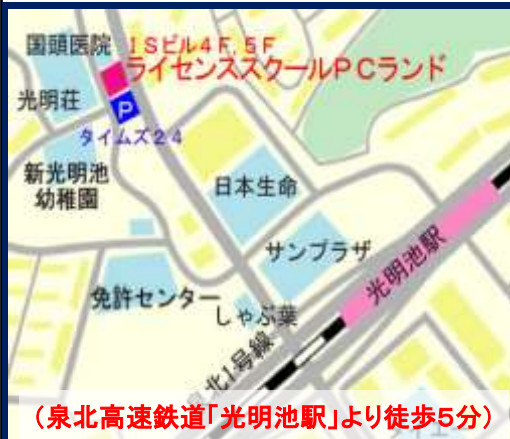 国頭医院
ISビル4F,5F
ライセンススクールPCランド
光明荘
P
タイムズ24
新光明池
幼稚園
日本生命
サンプラザ
光明池駅
免許センター
しゃぶ葉
泉北1号線
(泉北高速鉄道「光明池駅」より徒歩5分)